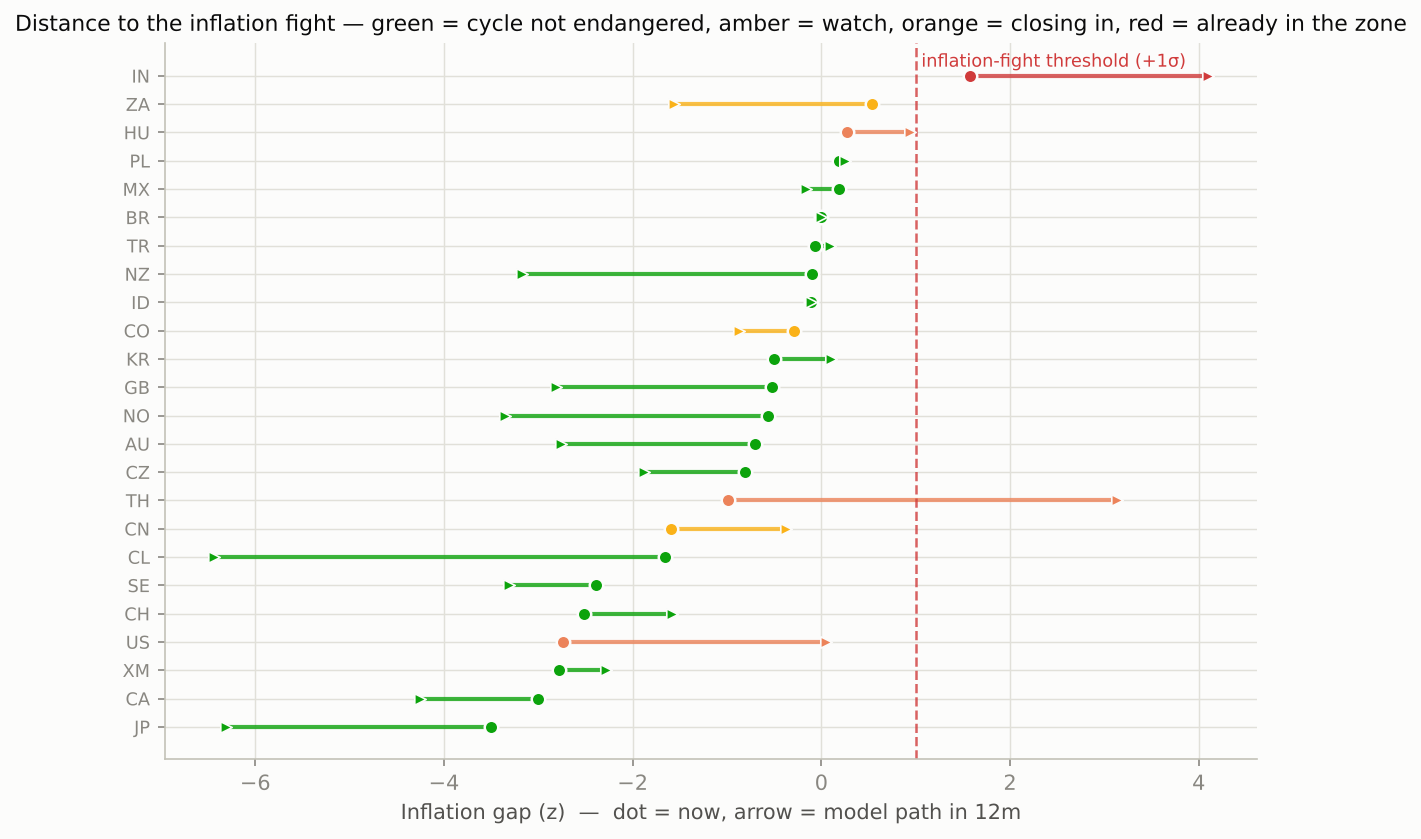 Distance to the inflation fight — green = cycle not endangered, amber = watch, orange = closing in, red = already in the zone
inflation-fight threshold (+1σ)
IN
ZA
HU
PL
MX
BR
TR
NZ
ID
CO
KR
GB
NO
AU
CZ
TH
CN
CL
SE
CH
US
XM
CA
JP
−6 −4 −2 0 2 4
Inflation gap (z) — dot = now, arrow = model path in 12m